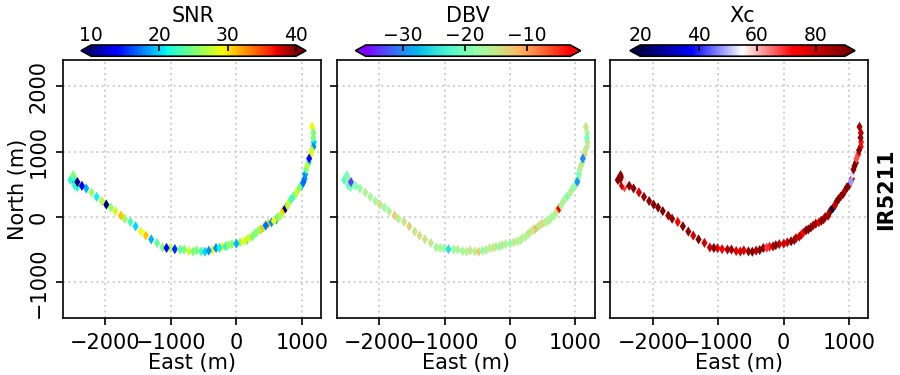 SNR DBV Xc
10 20 30 40 −30 −20 −10 20 40 60 80
2000
1000
0
−1000
North (m)
−2000 −1000 0 1000 −2000 −1000 0 1000 −2000 −1000 0 1000
East (m) East (m) East (m)
IR5211